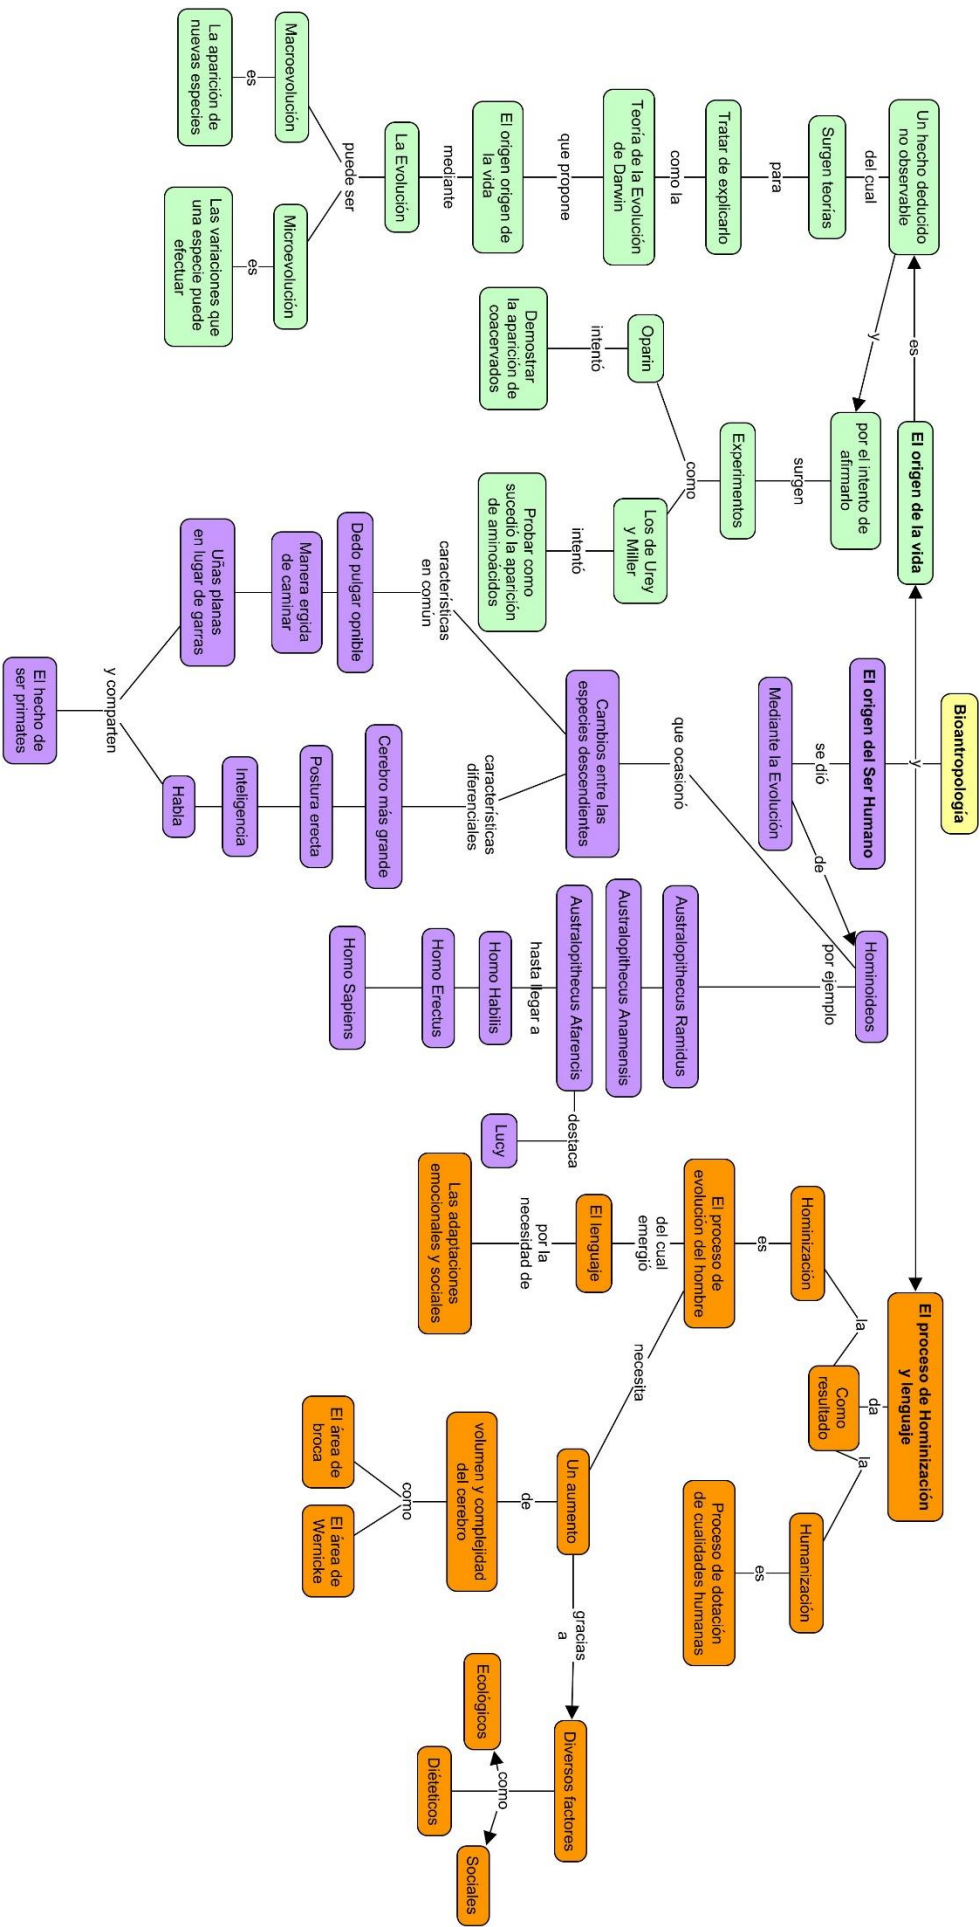 Bioantropología
y
El origen de la vida
es
Un hecho deducido
no observable
del cual
Surgen teorías
para
Tratar de explicarlo
como la
Teoría de la Evolución
de Darwin
que propone
El origen origen de
la vida
mediante
La Evolución
puede ser
Macroevolución
es
La aparición de
nuevas especies
Microevolución
es
Las variaciones que
una especie puede
efectuar
y
por el intento de
afirmarlo
surgen
Experimentos
como
Oparin
intentó
Demostrar
la aparición de
coacervados
Los de Urey
y Miller
intentó
Probar como
sucedió la aparición
de aminoácidos
El origen del Ser Humano
se dió
Mediante la Evolución
de
Hominoideos
que ocasionó
Cambios entre las
especies descendientes
características
en común
Dedo pulgar opnible
Manera ergida
de caminar
Uñas planas
en lugar de garras
características
diferenciales
Cerebro más grande
Postura erecta
Inteligencia
Habla
y comparten
El hecho de
ser primates
por ejemplo
Australopithecus Ramidus
Australopithecus Anamensis
Australopithecus Afarencis
destaca
Lucy
hasta llegar a
Homo Habilis
Homo Erectus
Homo Sapiens
El proceso de Hominización
y lenguaje
da
Como
resultado
la
Hominización
es
El proceso de
evolución del hombre
del cual
emergió
El lenguaje
por la
necesidad de
Las adaptaciones
emocionales y sociales
necesita
Un aumento
de
volumen y complejidad
del cerebro
como
El área de
broca
El área de
Wernicke
gracias
a
Diversos factores
como
Ecológicos
Diéteticos
Sociales
la
Humanización
es
Proceso de dotación
de cualidades humanas